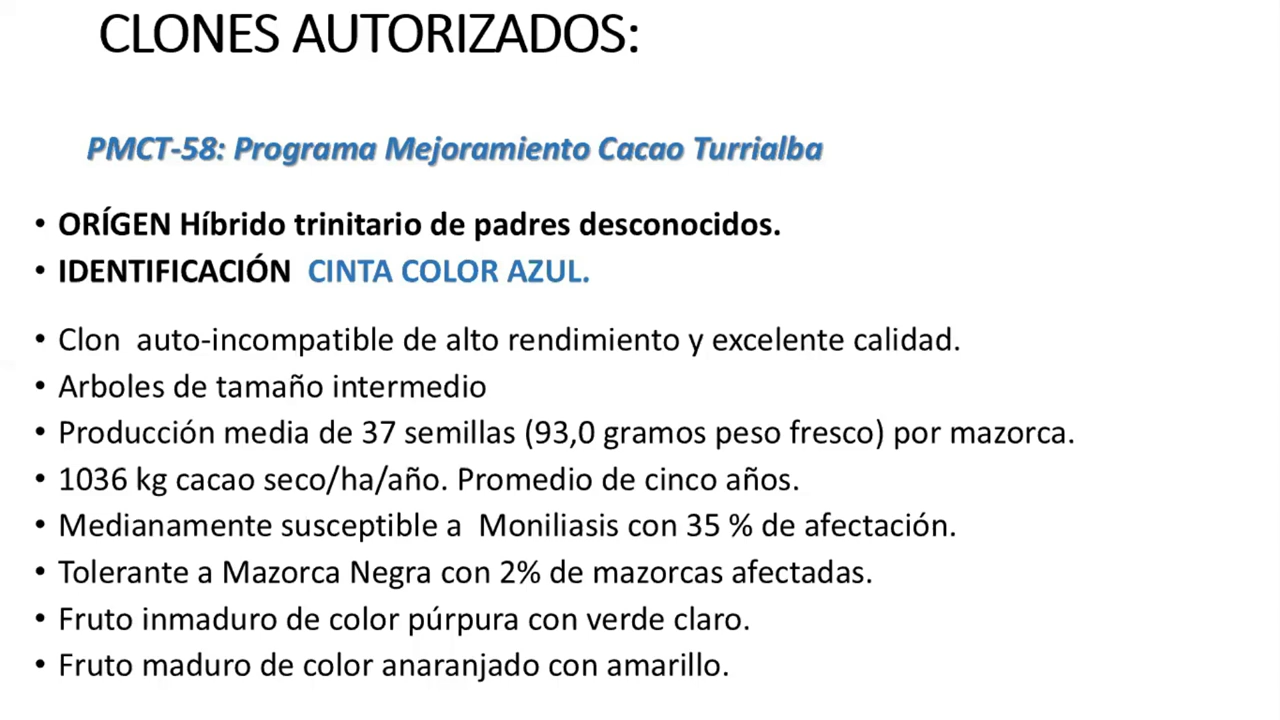 CLONES AUTORIZADOS:
PMCT-58: Programa Mejoramiento Cacao Turrialba
• ORÍGEN Híbrido trinitario de padres desconocidos.
• IDENTIFICACIÓN CINTA COLOR AZUL.
• Clon auto-incompatible de alto rendimiento y excelente calidad.
• Arboles de tamaño intermedio
• Producción media de 37 semillas (93,0 gramos peso fresco) por mazorca.
• 1036 kg cacao seco/ha/año. Promedio de cinco años.
• Medianamente susceptible a Moniliasis con 35 % de afectación.
• Tolerante a Mazorca Negra con 2% de mazorcas afectadas.
• Fruto inmaduro de color púrpura con verde claro.
• Fruto maduro de color anaranjado con amarillo.